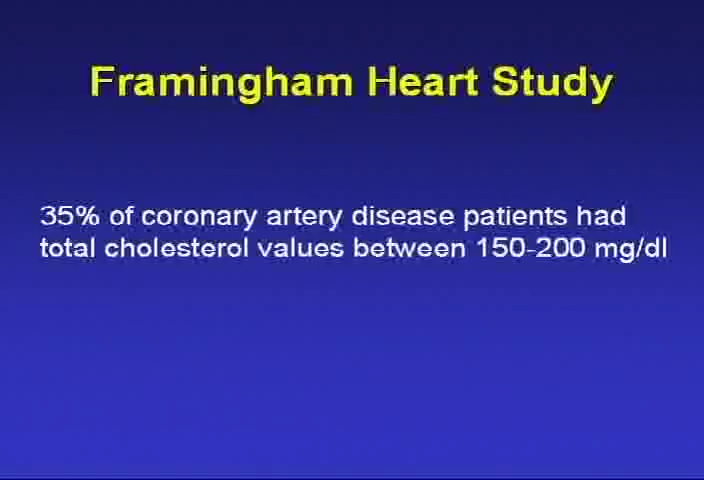 Framingham Heart Study
35% of coronary artery disease patients had
total cholesterol values between 150-200 mg/dl